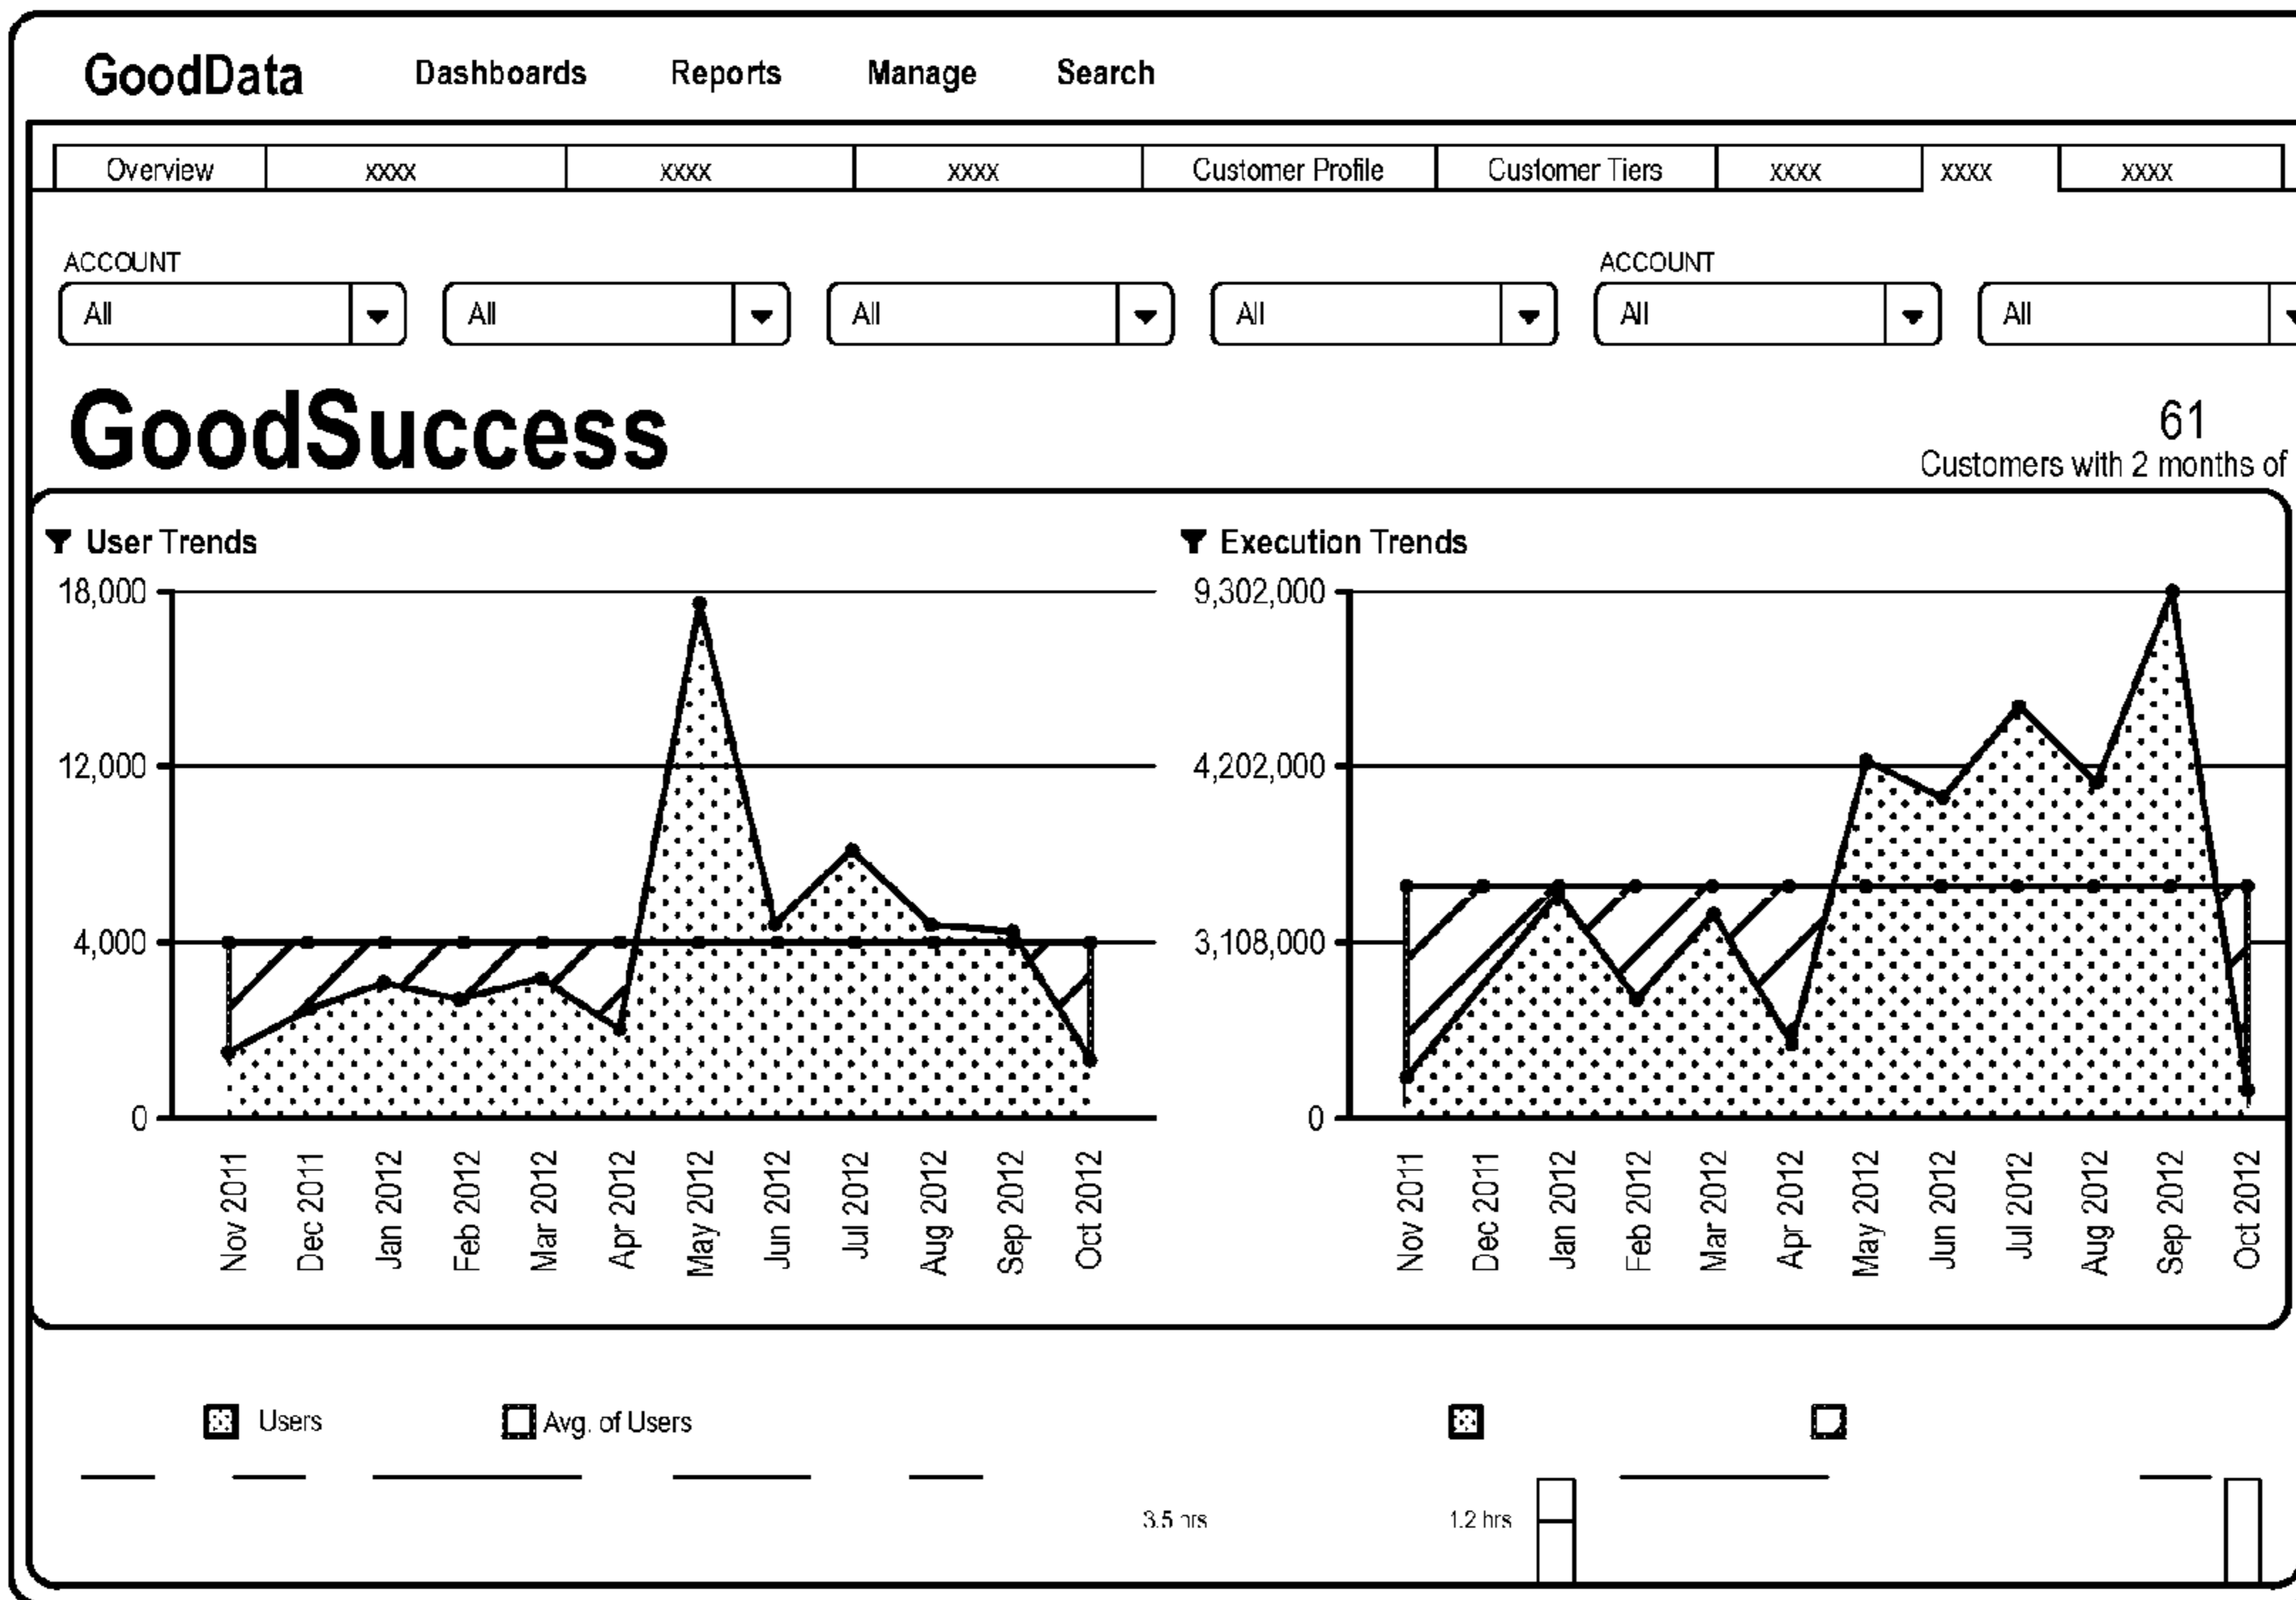 GoodData Dashboards Reports Manage Search
Overview xxxx xxxx xxxx Customer Profile Customer Tiers xxxx xxxx xxxx
ACCOUNT ACCOUNT
All All All All All All
GoodSuccess
61
Customers with 2 months of
User Trends
18,000
12,000
4,000
0
Nov 2011
Dec 2011
Jan 2012
Feb 2012
Mar 2012
Apr 2012
May 2012
Jun 2012
Jul 2012
Aug 2012
Sep 2012
Oct 2012
Execution Trends
9,302,000
4,202,000
3,108,000
0
Nov 2011
Dec 2011
Jan 2012
Feb 2012
Mar 2012
Apr 2012
May 2012
Jun 2012
Jul 2012
Aug 2012
Sep 2012
Oct 2012
Users Avg. of Users
3.5 hrs 1.2 hrs